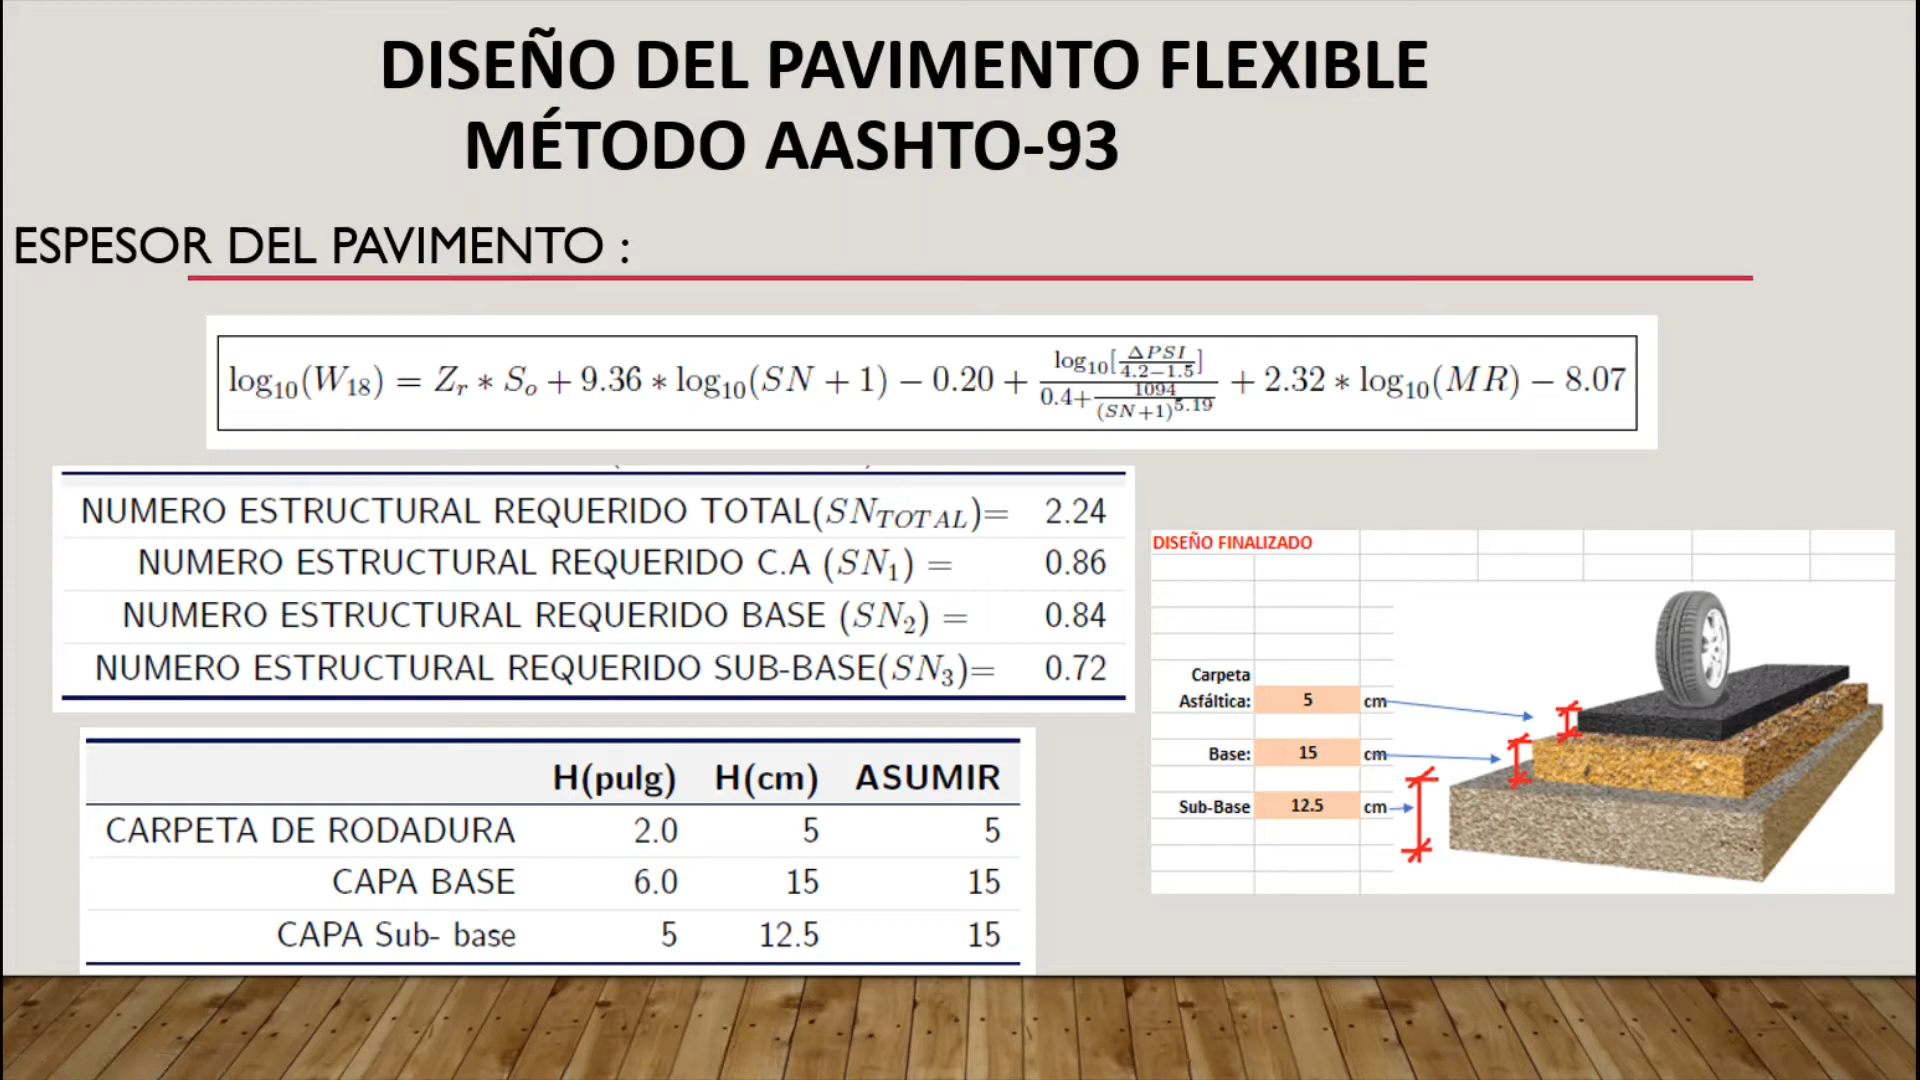 DISEÑO DEL PAVIMENTO FLEXIBLE
MÉTODO AASHTO-93
ESPESOR DEL PAVIMENTO :
log₁₀(W₁₈) = Zᵣ * Sₒ + 9.36 * log₁₀(SN + 1) − 0.20 + log₁₀[ΔPSI/(4.2−1.5)] / (0.4+1094/(SN+1)^5.19) + 2.32 * log₁₀(MR) − 8.07
NUMERO ESTRUCTURAL REQUERIDO TOTAL(SN_TOTAL)= 2.24
NUMERO ESTRUCTURAL REQUERIDO C.A (SN₁) = 0.86
NUMERO ESTRUCTURAL REQUERIDO BASE (SN₂) = 0.84
NUMERO ESTRUCTURAL REQUERIDO SUB-BASE(SN₃)= 0.72
H(pulg) H(cm) ASUMIR
CARPETA DE RODADURA 2.0 5 5
CAPA BASE 6.0 15 15
CAPA Sub- base 5 12.5 15
DISEÑO FINALIZADO
Carpeta
Asfáltica: 5 cm
Base: 15 cm
Sub-Base 12.5 cm